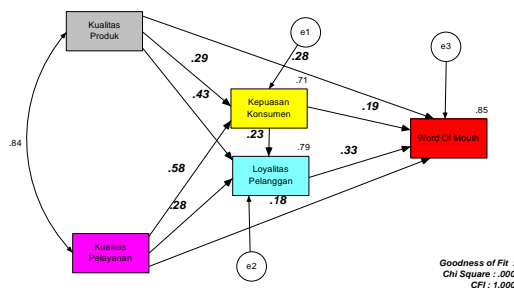 Kualitas
Produk
e1
e3
.29
.28
.71
.43
Kepuasan
Konsumen
.19
.85
.84
.23
Word Of Mouth
.58
.79
.33
Loyalitas
Pelanggan
.28
.18
Kualitas
Pelayanan
e2
Goodness of Fit :
Chi Square : .000
CFI : 1.000